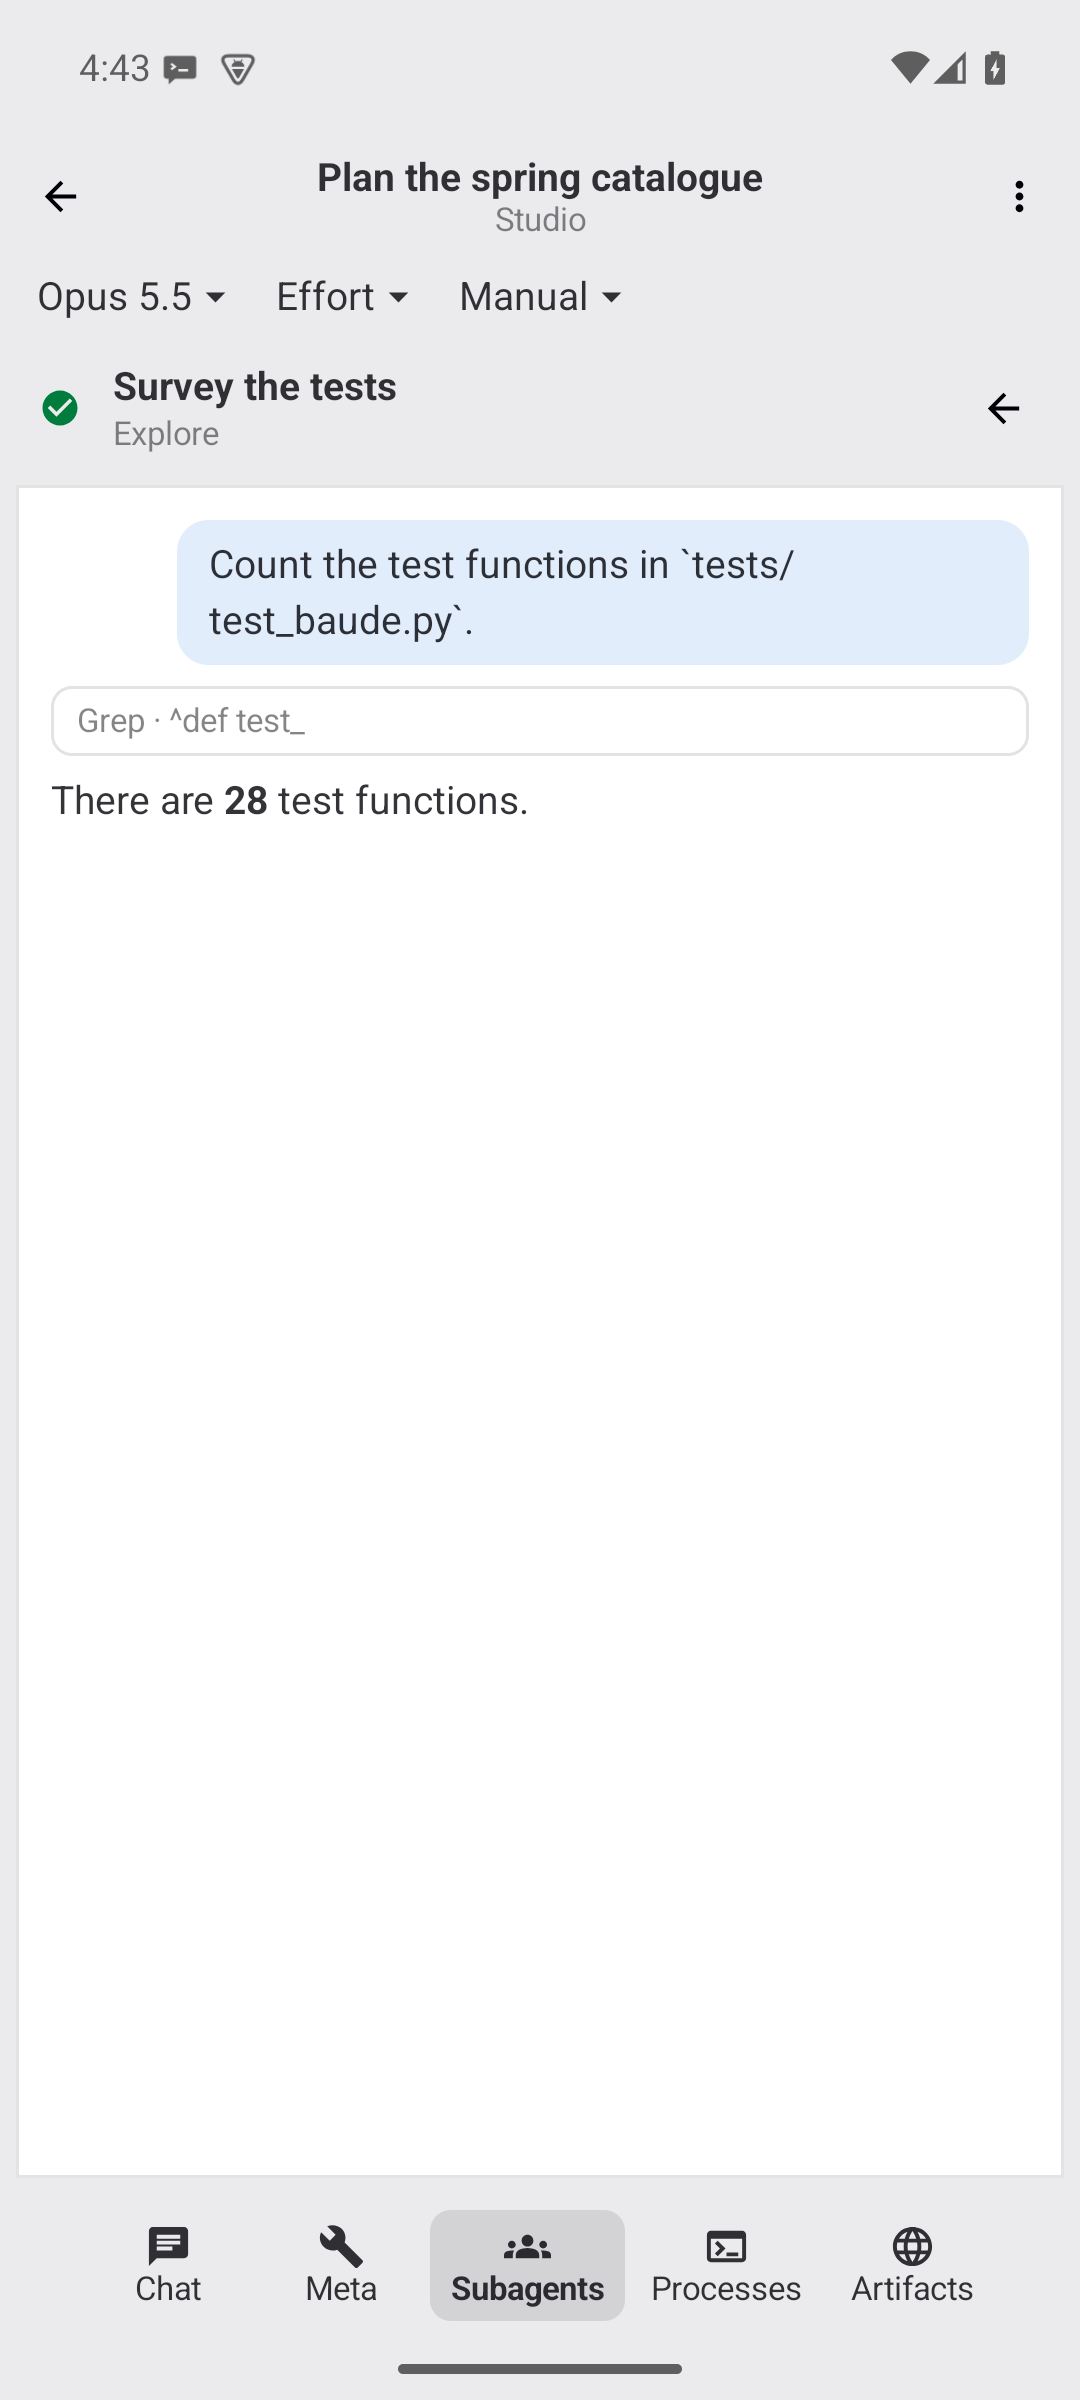 4:43
Plan the spring catalogue
Studio
Opus 5.5
Effort
Manual
Survey the tests
Explore
Count the test functions in `tests/
test_baude.py`.
Grep · ^def test_
There are 28 test functions.
Chat
Meta
Subagents
Processes
Artifacts